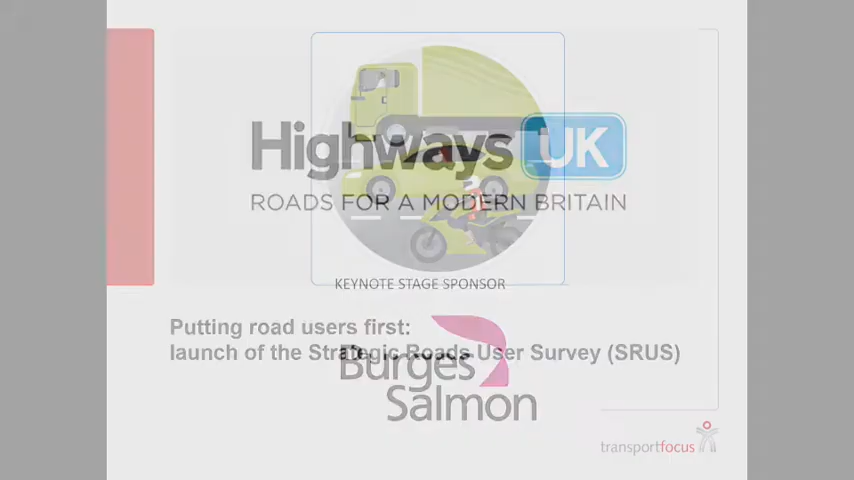 Highways UK
ROADS FOR A MODERN BRITAIN
KEYNOTE STAGE SPONSOR
Putting road users first:
launch of the Strategic Roads User Survey (SRUS)
Burges
Salmon
transportfocus